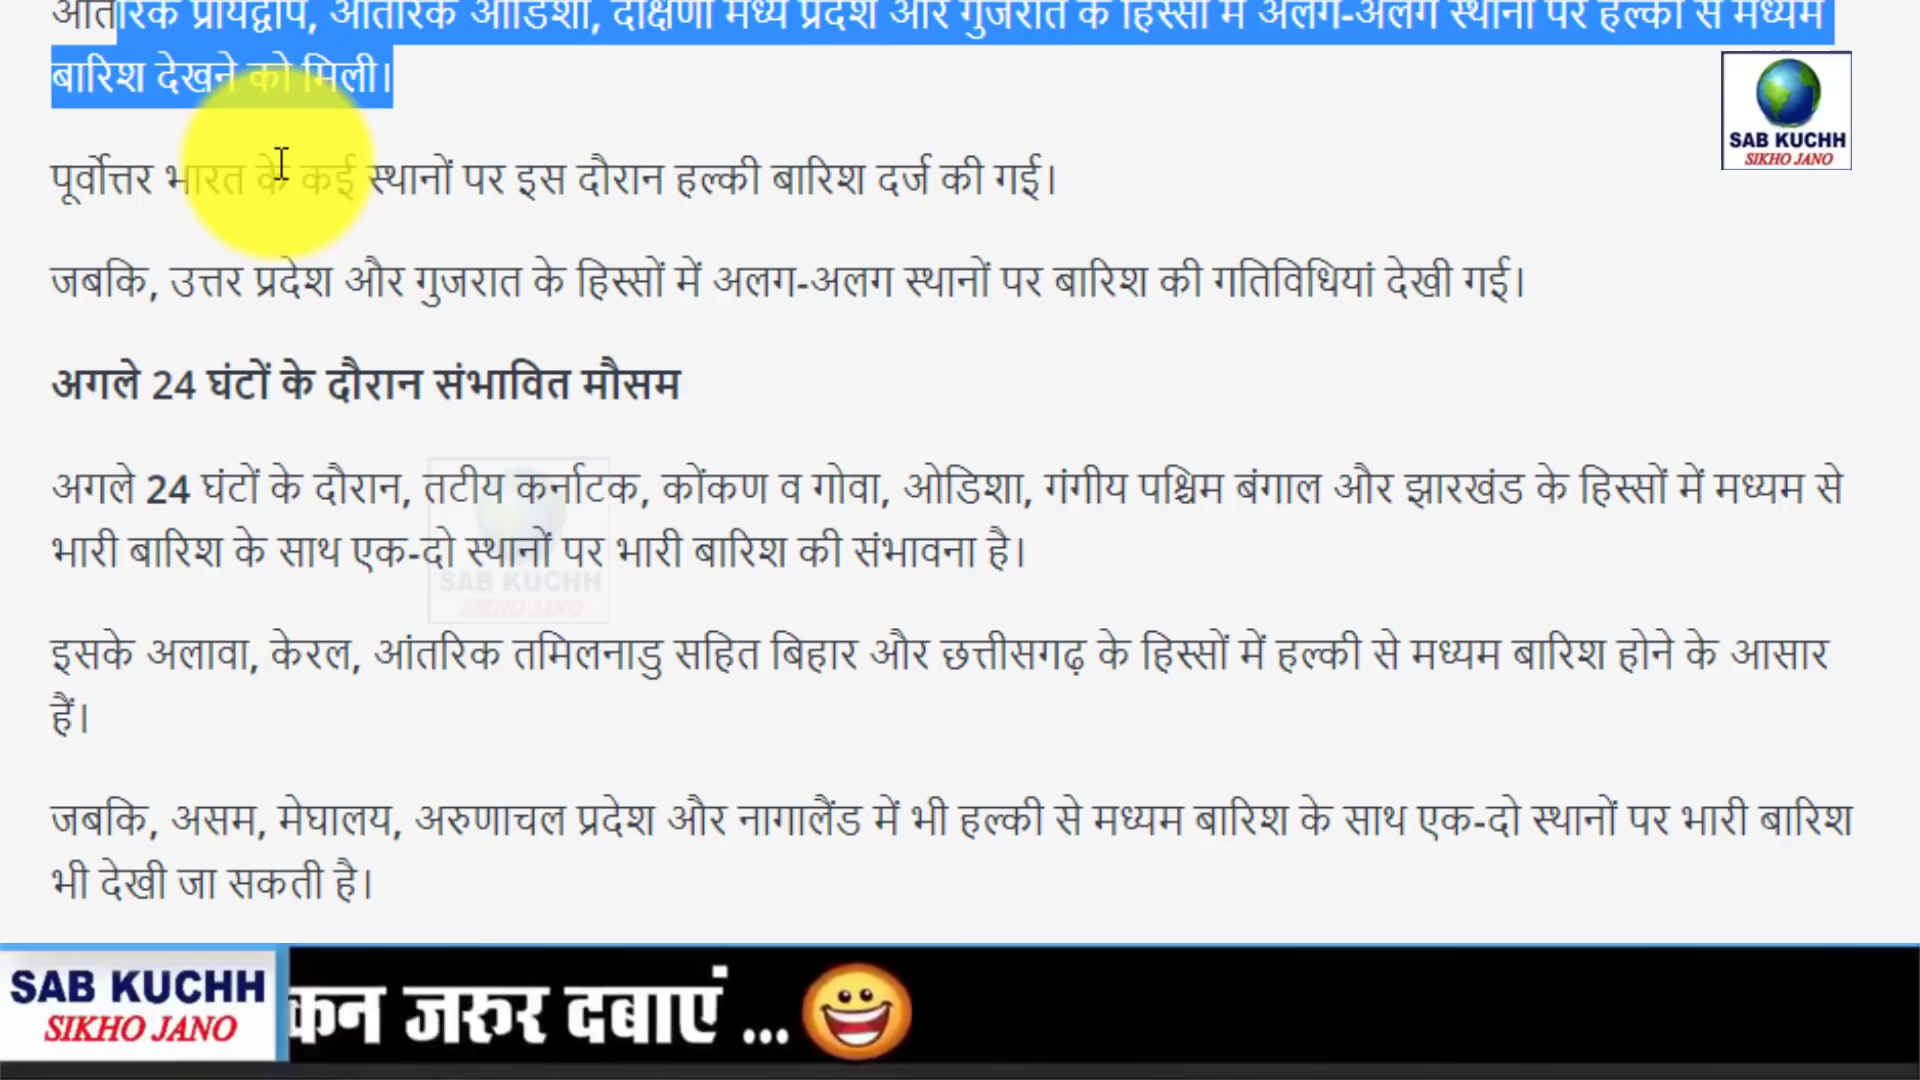 आंतरिक प्रायद्वीप, आंतरिक ओडिशा, दक्षिणी मध्य प्रदेश और गुजरात के हिस्सों में अलग-अलग स्थानों पर हल्की से मध्यम
बारिश देखने को मिली।
SAB KUCHH
SIKHO JANO
पूर्वोत्तर भारत के कई स्थानों पर इस दौरान हल्की बारिश दर्ज की गई।
जबकि, उत्तर प्रदेश और गुजरात के हिस्सों में अलग-अलग स्थानों पर बारिश की गतिविधियां देखी गई।
अगले 24 घंटों के दौरान संभावित मौसम
अगले 24 घंटों के दौरान, तटीय कर्नाटक, कोंकण व गोवा, ओडिशा, गंगीय पश्चिम बंगाल और झारखंड के हिस्सों में मध्यम से
भारी बारिश के साथ एक-दो स्थानों पर भारी बारिश की संभावना है।
SAB KUCHH
SIKHO JANO
इसके अलावा, केरल, आंतरिक तमिलनाडु सहित बिहार और छत्तीसगढ़ के हिस्सों में हल्की से मध्यम बारिश होने के आसार
हैं।
जबकि, असम, मेघालय, अरुणाचल प्रदेश और नागालैंड में भी हल्की से मध्यम बारिश के साथ एक-दो स्थानों पर भारी बारिश
भी देखी जा सकती है।
SAB KUCHH
SIKHO JANO
कन जरुर दबाएं ...